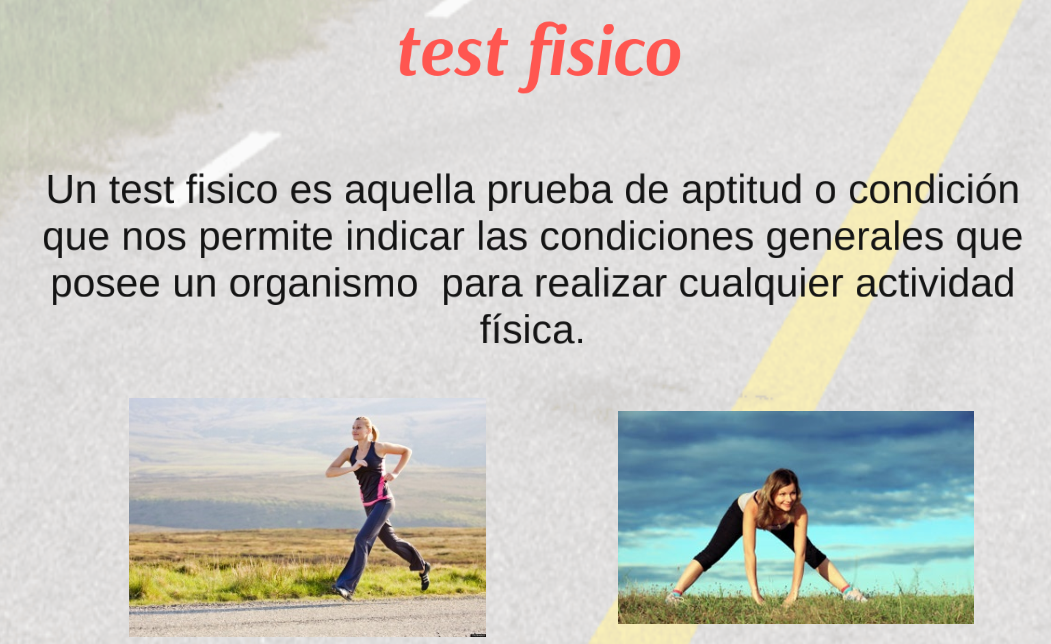 test fisico
Un test fisico es aquella prueba de aptitud o condición
que nos permite indicar las condiciones generales que
posee un organismo  para realizar cualquier actividad
física.